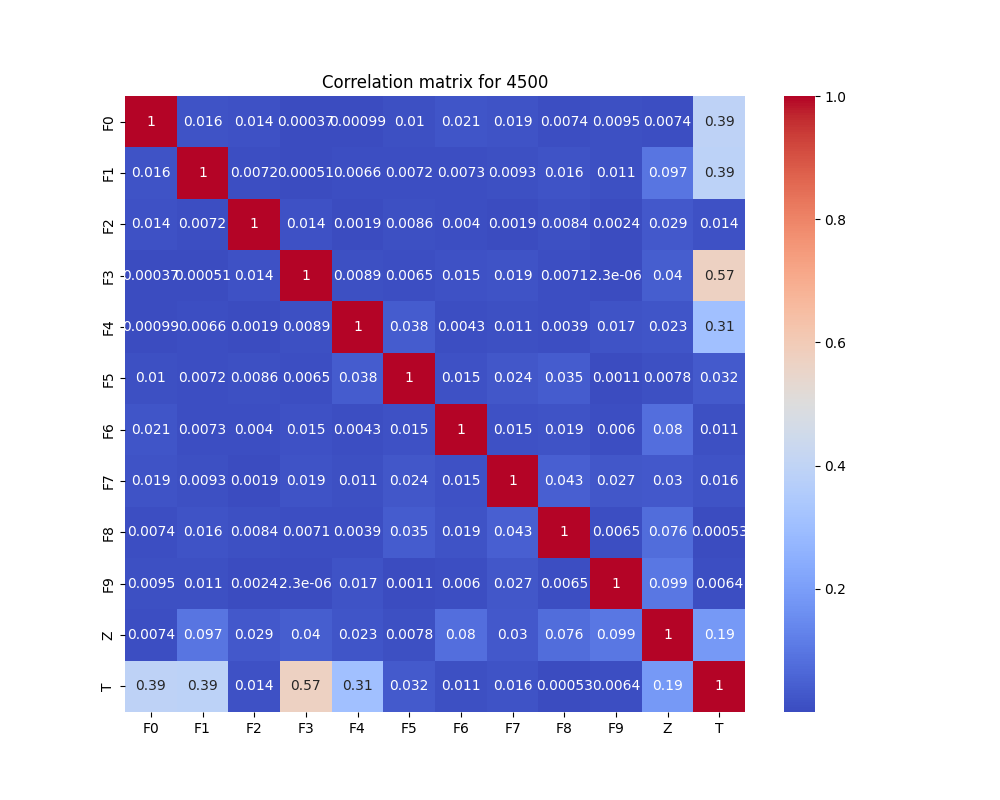 Correlation matrix for 4500
F0 1 0.016 0.014 0.00037 0.00099 0.01 0.021 0.019 0.0074 0.0095 0.0074 0.39
F1 0.016 1 0.0072 0.00051 0.0066 0.0072 0.0073 0.0093 0.016 0.011 0.097 0.39
F2 0.014 0.0072 1 0.014 0.0019 0.0086 0.004 0.0019 0.0084 0.0024 0.029 0.014
F3 0.00037 0.00051 0.014 1 0.0089 0.0065 0.015 0.019 0.0071 2.3e-06 0.04 0.57
F4 0.00099 0.0066 0.0019 0.0089 1 0.038 0.0043 0.011 0.0039 0.017 0.023 0.31
F5 0.01 0.0072 0.0086 0.0065 0.038 1 0.015 0.024 0.035 0.0011 0.0078 0.032
F6 0.021 0.0073 0.004 0.015 0.0043 0.015 1 0.015 0.019 0.006 0.08 0.011
F7 0.019 0.0093 0.0019 0.019 0.011 0.024 0.015 1 0.043 0.027 0.03 0.016
F8 0.0074 0.016 0.0084 0.0071 0.0039 0.035 0.019 0.043 1 0.0065 0.076 0.00053
F9 0.0095 0.011 0.0024 2.3e-06 0.017 0.0011 0.006 0.027 0.0065 1 0.099 0.0064
Z 0.0074 0.097 0.029 0.04 0.023 0.0078 0.08 0.03 0.076 0.099 1 0.19
T 0.39 0.39 0.014 0.57 0.31 0.032 0.011 0.016 0.00053 0.0064 0.19 1
F0 F1 F2 F3 F4 F5 F6 F7 F8 F9 Z T
1.0
0.8
0.6
0.4
0.2